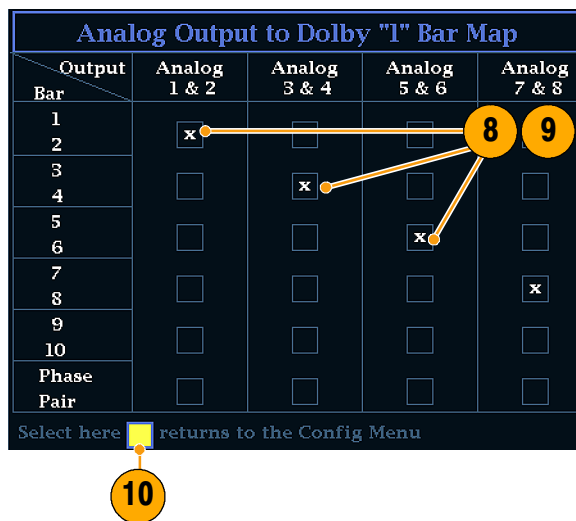 Analog Output to Dolby "1" Bar Map
Output
Bar
Analog 1 & 2
Analog 3 & 4
Analog 5 & 6
Analog 7 & 8
1
2
x
8
9
3
4
x
5
6
x
7
8
x
9
10
Phase
Pair
Select here returns to the Config Menu
10